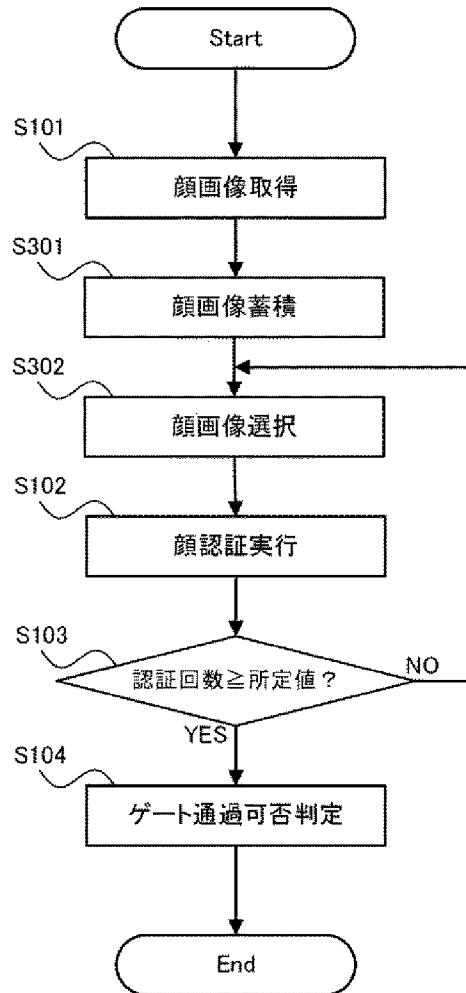 Start
S101
顔画像取得
S301
顔画像蓄積
S302
顔画像選択
S102
顔認証実行
S103
認証回数≧所定値？
NO
YES
S104
ゲート通過可否判定
End